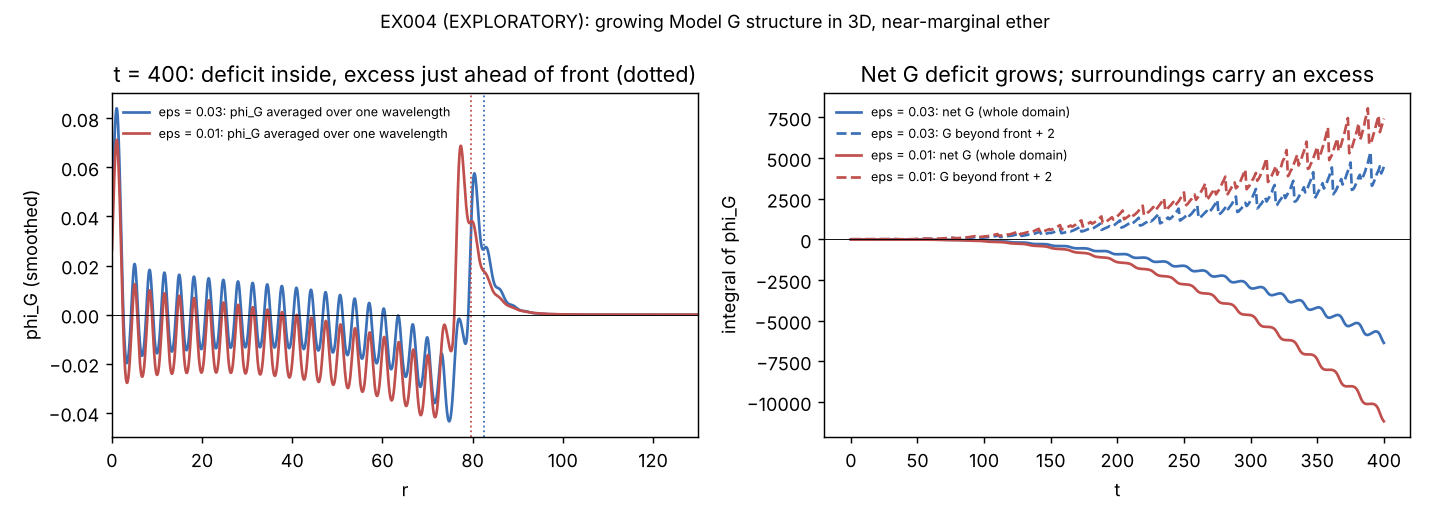 EX004 (EXPLORATORY): growing Model G structure in 3D, near-marginal ether
t = 400: deficit inside, excess just ahead of front (dotted)
eps = 0.03: phi_G averaged over one wavelength
eps = 0.01: phi_G averaged over one wavelength
phi_G (smoothed)
0.08
0.06
0.04
0.02
0.00
−0.02
−0.04
0 20 40 60 80 100 120
r
Net G deficit grows; surroundings carry an excess
eps = 0.03: net G (whole domain)
eps = 0.03: G beyond front + 2
eps = 0.01: net G (whole domain)
eps = 0.01: G beyond front + 2
integral of phi_G
7500
5000
2500
0
−2500
−5000
−7500
−10000
0 50 100 150 200 250 300 350 400
t